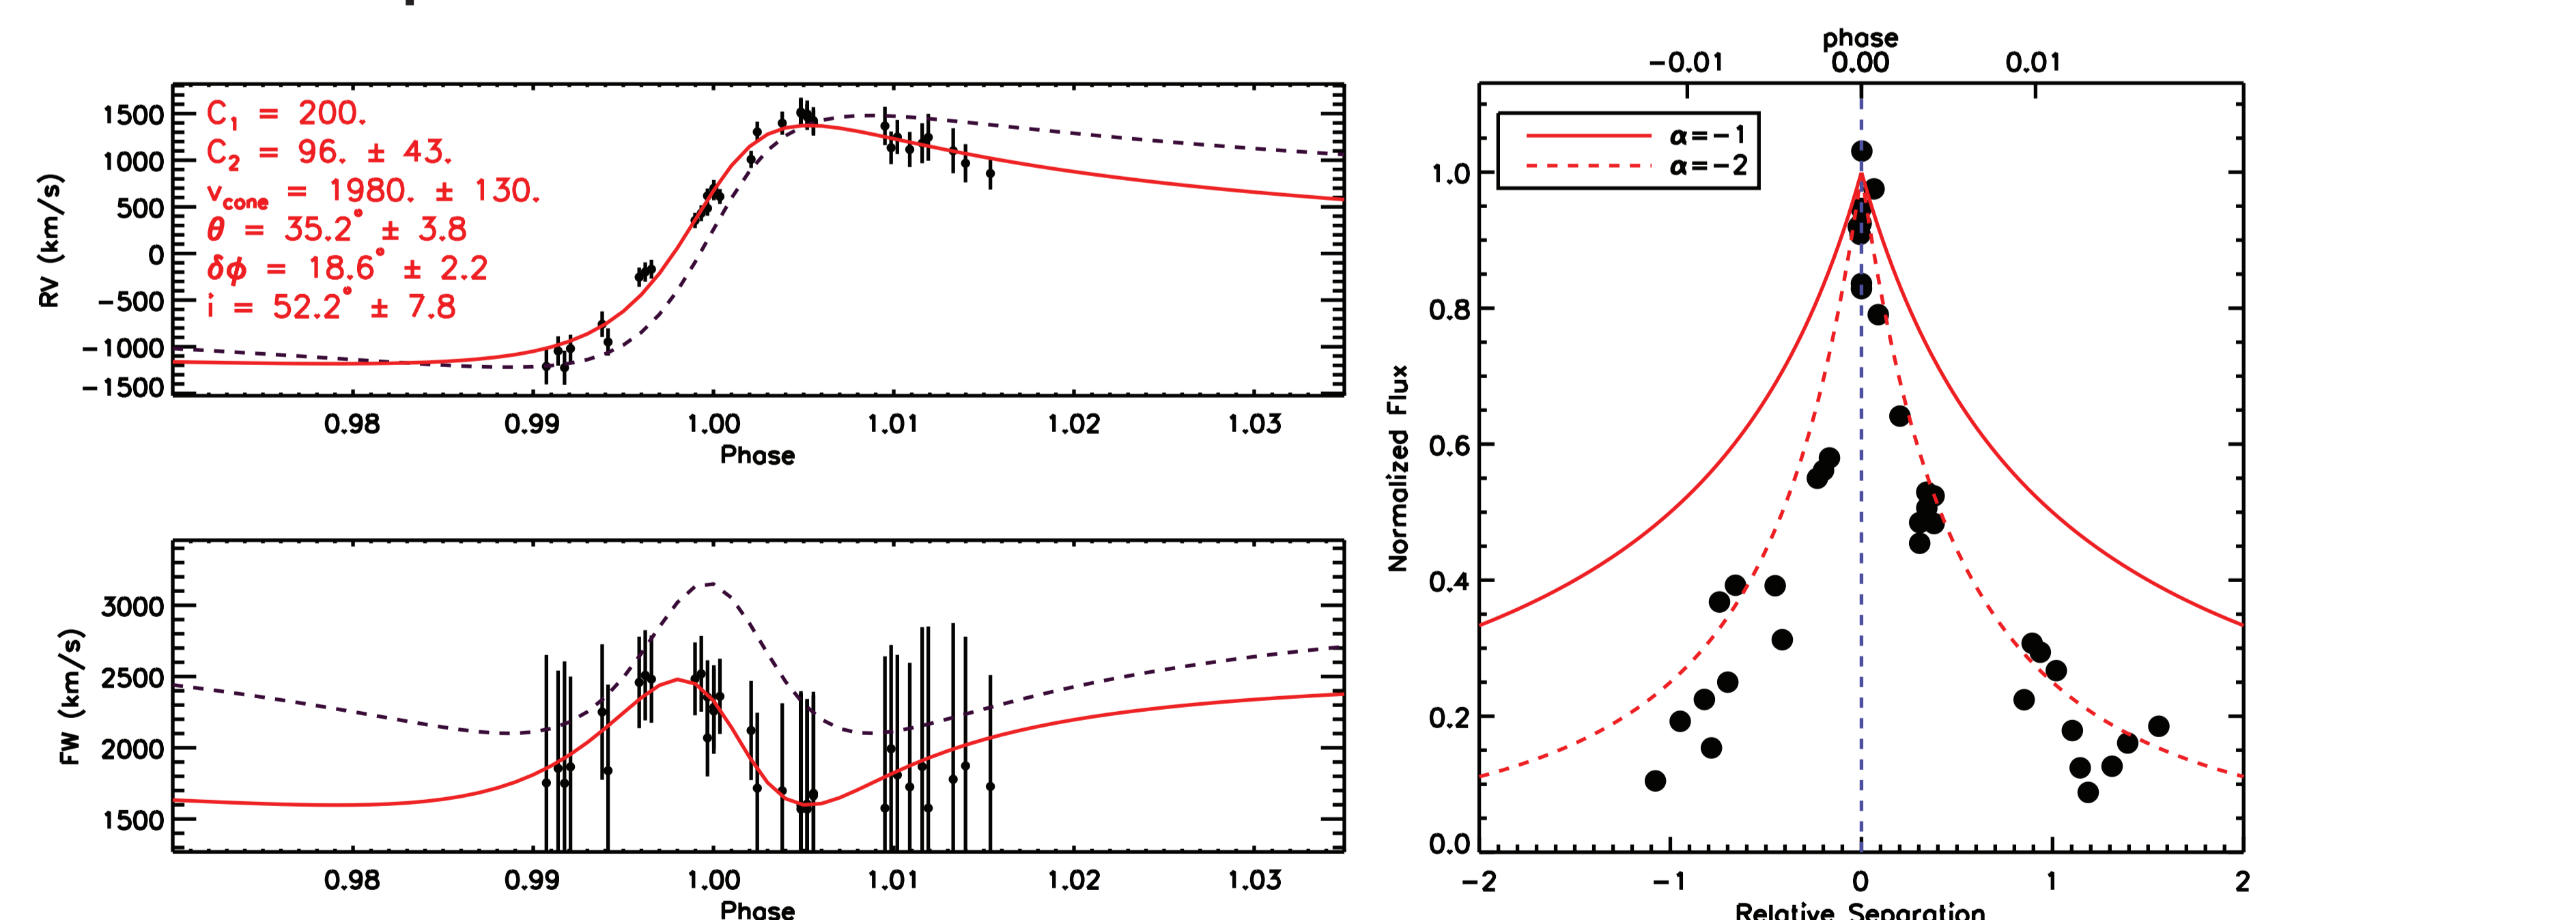 C₁ = 200.
C₂ = 96. ± 43.
v_cone = 1980. ± 130.
θ = 35.2° ± 3.8
δϕ = 18.6° ± 2.2
i = 52.2° ± 7.8
RV (km/s)
1500
1000
500
0
−500
−1000
−1500
0.98 0.99 1.00 1.01 1.02 1.03
Phase
FW (km/s)
3000
2500
2000
1500
0.98 0.99 1.00 1.01 1.02 1.03
Phase
phase
−0.01 0.00 0.01
α=−1
α=−2
Normalized Flux
1.0
0.8
0.6
0.4
0.2
0.0
−2 −1 0 1 2
Relative Separation